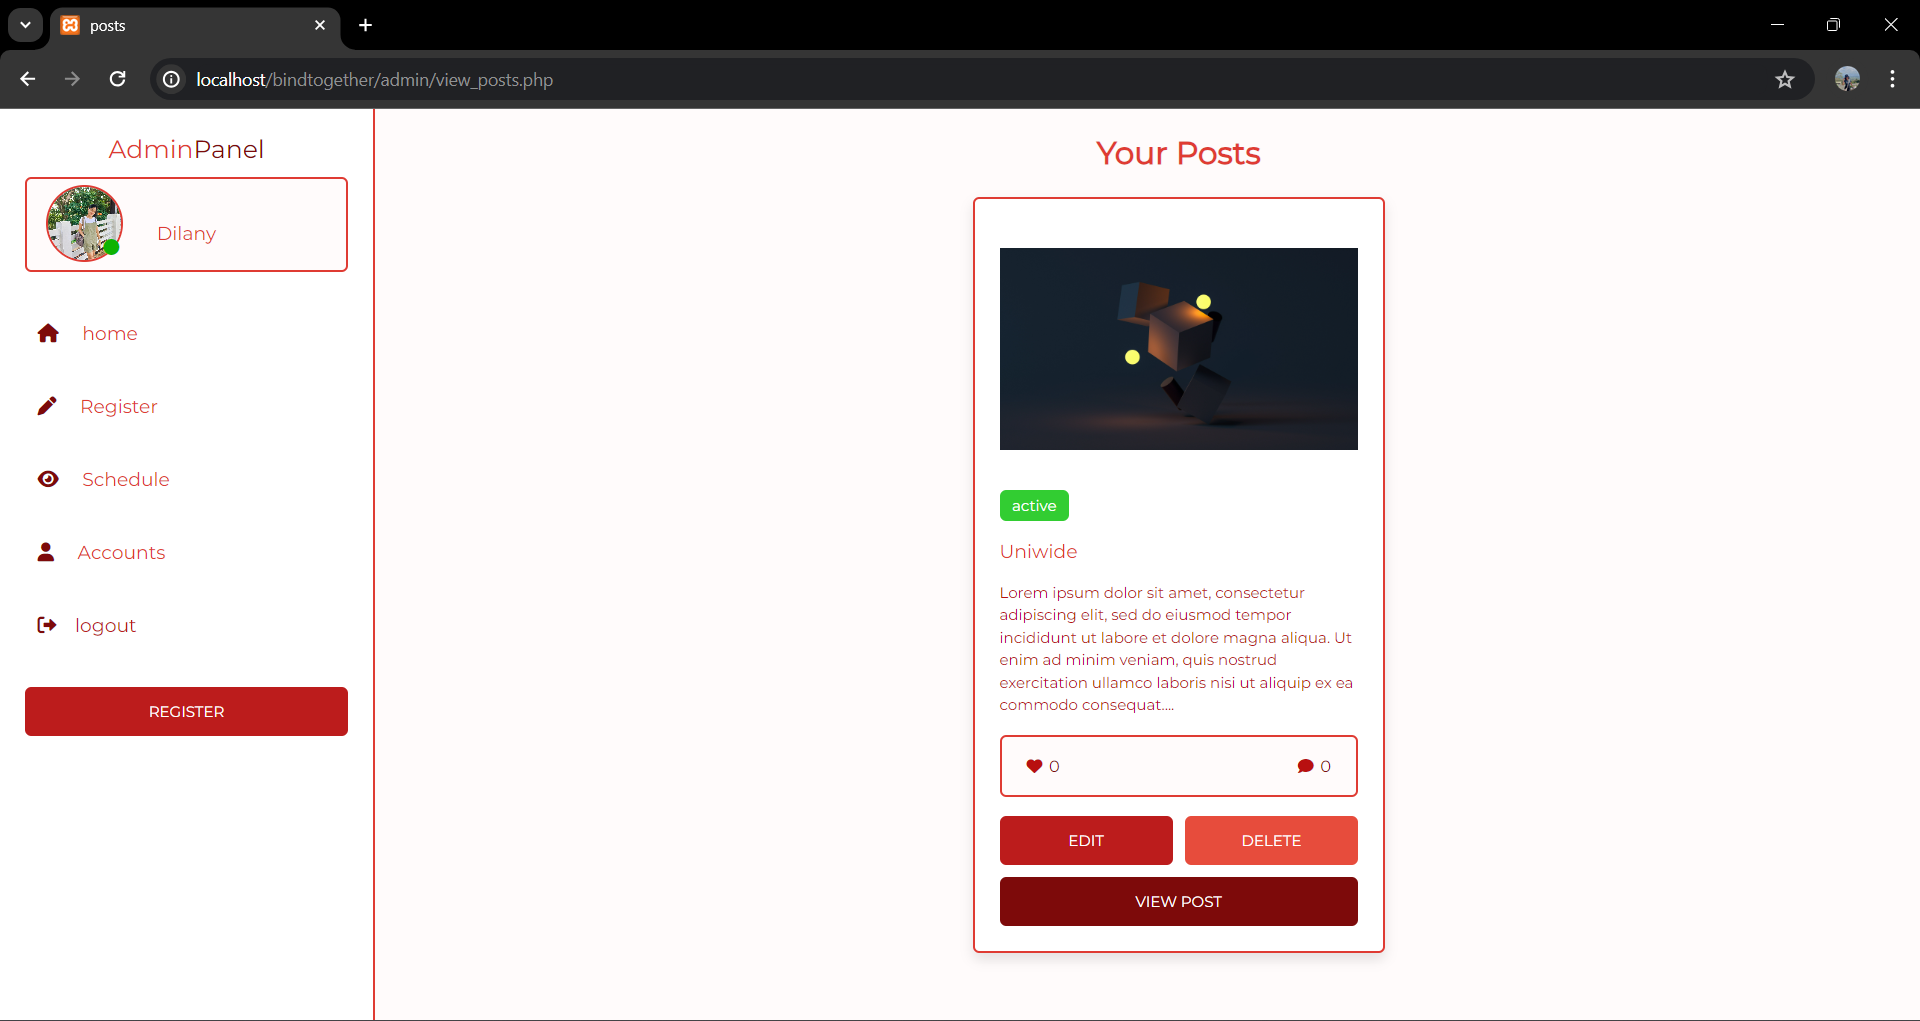 posts
localhost/bindtogether/admin/view_posts.php
AdminPanel
Dilany
home
Register
Schedule
Accounts
logout
REGISTER
Your Posts
active
Uniwide
Lorem ipsum dolor sit amet, consectetur
adipiscing elit, sed do eiusmod tempor
incididunt ut labore et dolore magna aliqua. Ut
enim ad minim veniam, quis nostrud
exercitation ullamco laboris nisi ut aliquip ex ea
commodo consequat....
0 0
EDIT DELETE
VIEW POST